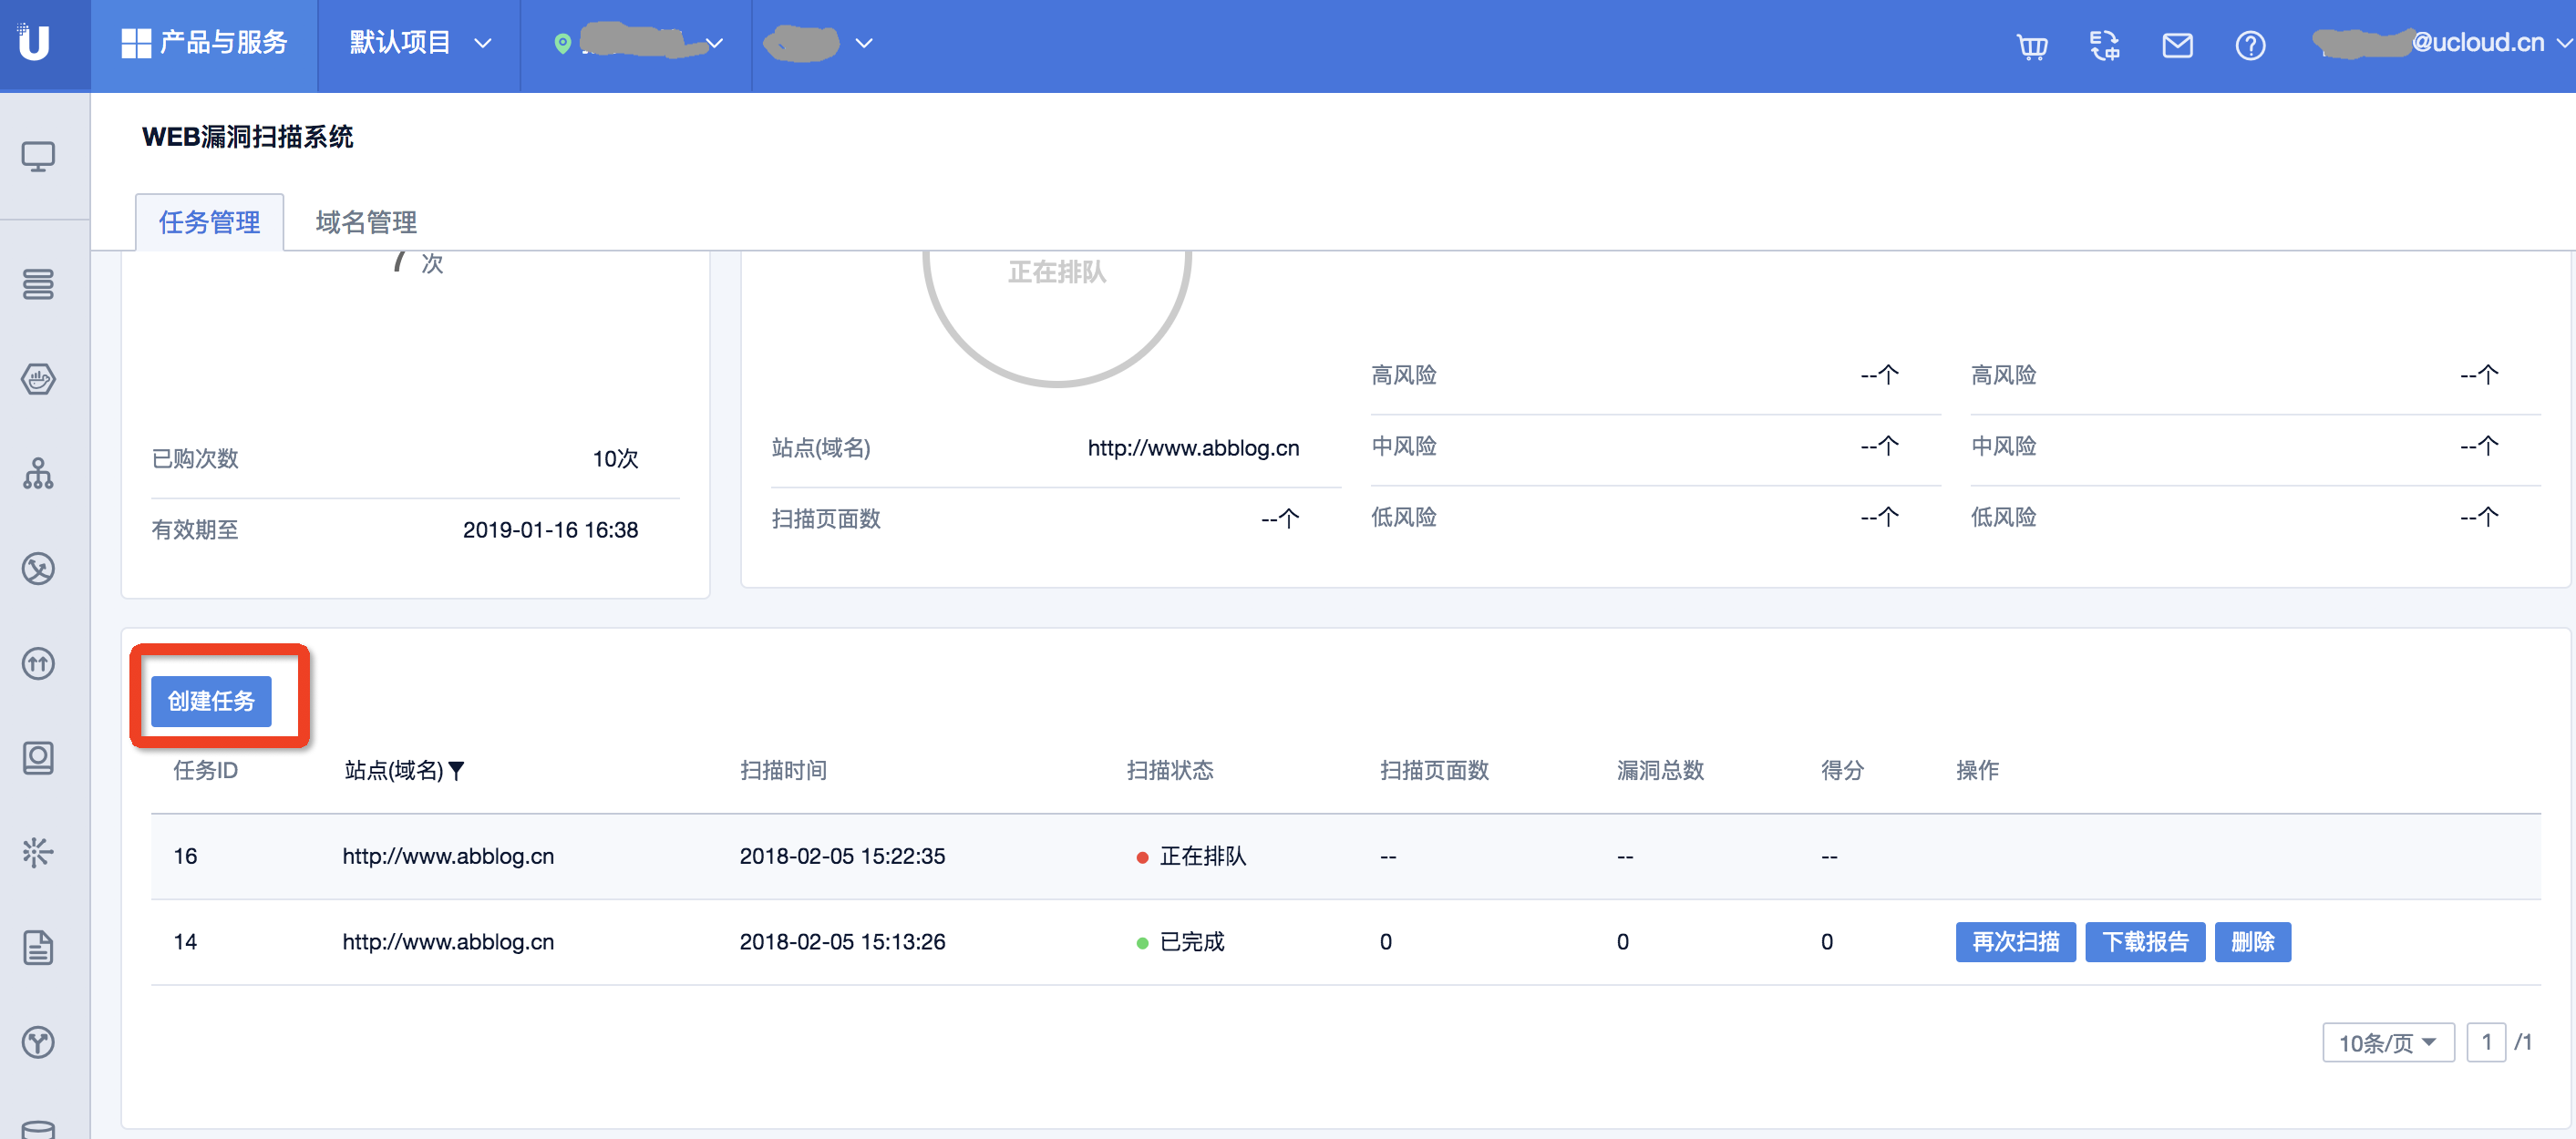 产品与服务 默认项目 @ucloud.cn
WEB漏洞扫描系统
任务管理 域名管理
7 次
正在排队
已购次数 10次
有效期至 2019-01-16 16:38
站点(域名) http://www.abblog.cn
扫描页面数 --个
高风险 --个
中风险 --个
低风险 --个
高风险 --个
中风险 --个
低风险 --个
创建任务
任务ID 站点(域名) 扫描时间 扫描状态 扫描页面数 漏洞总数 得分 操作
16 http://www.abblog.cn 2018-02-05 15:22:35 正在排队 -- -- --
14 http://www.abblog.cn 2018-02-05 15:13:26 已完成 0 0 0 再次扫描 下载报告 删除
10条/页 1 /1